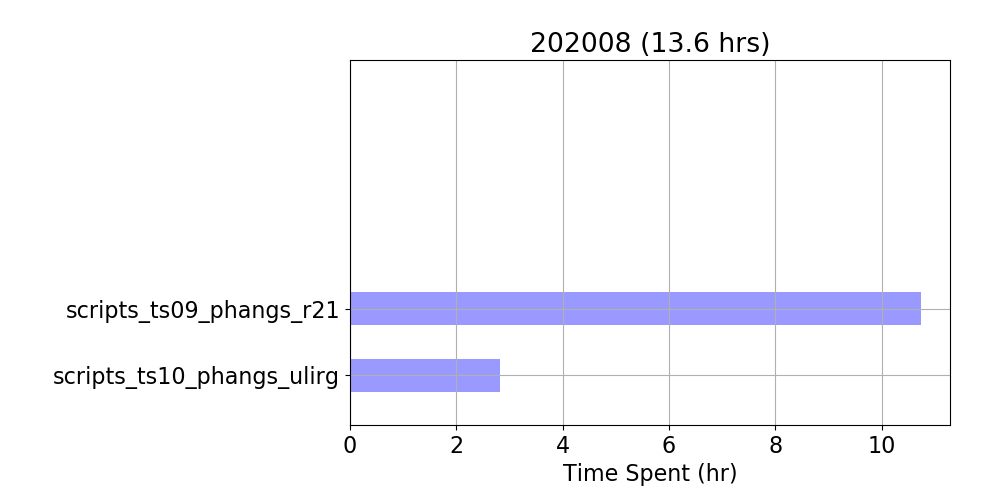 202008 (13.6 hrs)
scripts_ts09_phangs_r21
scripts_ts10_phangs_ulirg
0 2 4 6 8 10
Time Spent (hr)